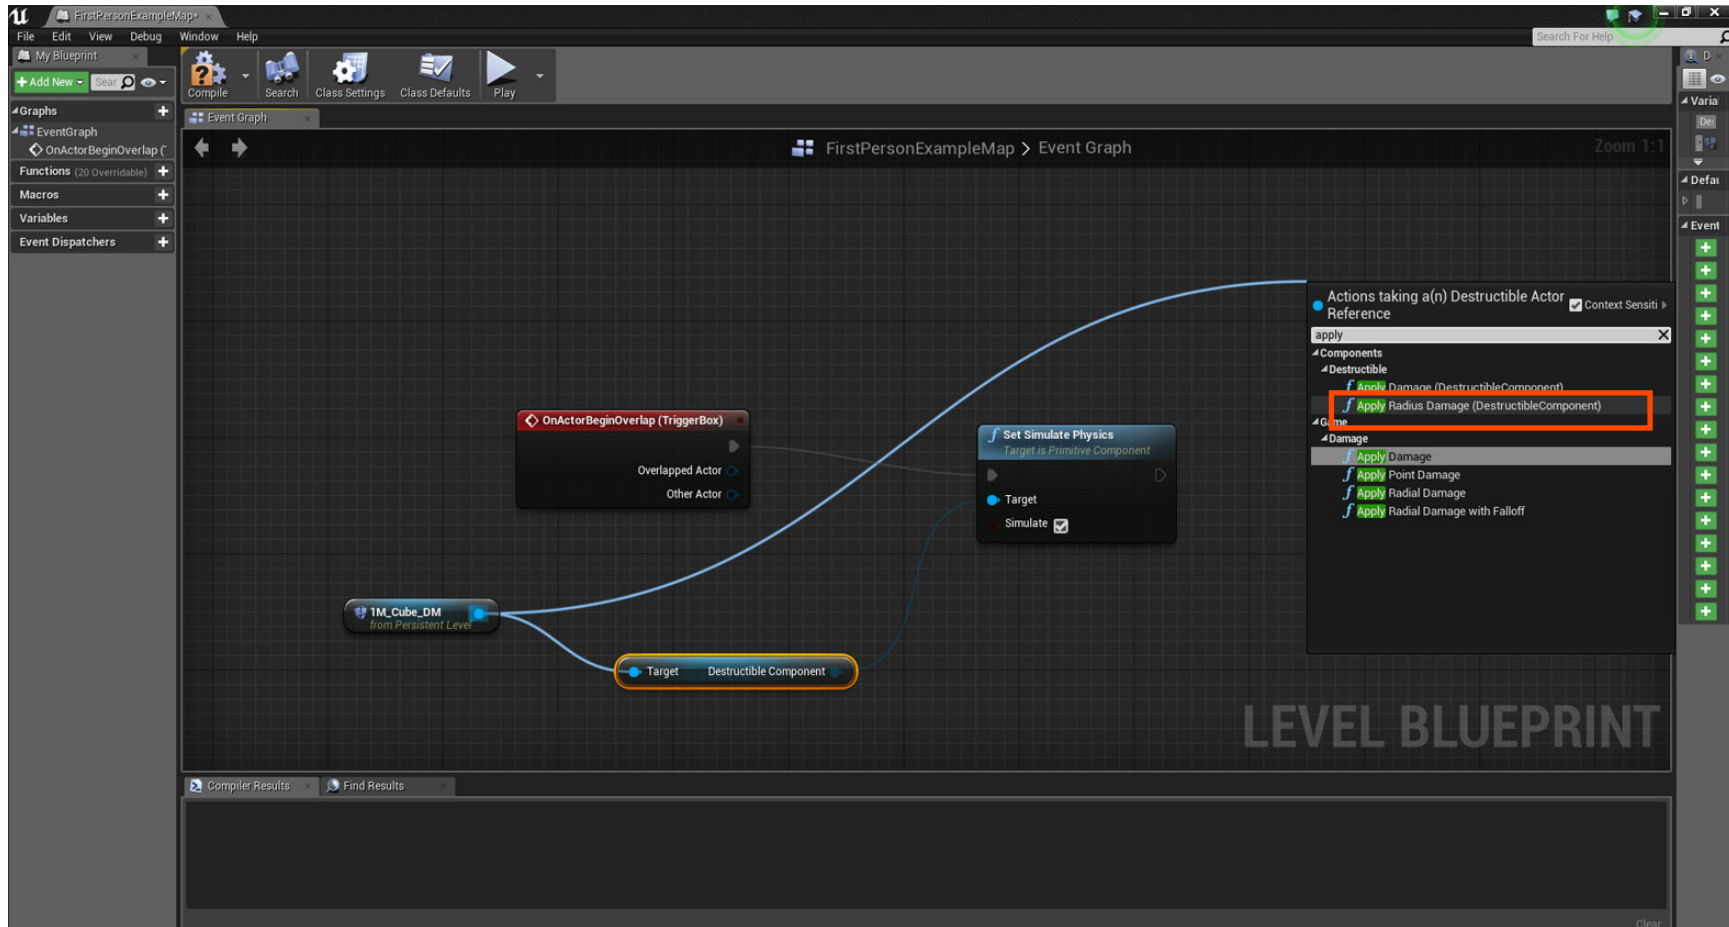 FirstPersonExampleMap*
File Edit View Debug Window Help
Search For Help
My Blueprint
Add New
Sear
Compile
Search
Class Settings
Class Defaults
Play
Graphs
EventGraph
OnActorBeginOverlap (
Functions (20 Overridable)
Macros
Variables
Event Dispatchers
Event Graph
FirstPersonExampleMap > Event Graph
Zoom 1:1
OnActorBeginOverlap (TriggerBox)
Overlapped Actor
Other Actor
Set Simulate Physics
Target is Primitive Component
Target
Simulate
1M_Cube_DM
from Persistent Level
Target Destructible Component
Actions taking a(n) Destructible Actor
Reference
Context Sensiti
apply
Components
Destructible
Apply Damage (DestructibleComponent)
Apply Radius Damage (DestructibleComponent)
Game
Damage
Apply Damage
Apply Point Damage
Apply Radial Damage
Apply Radial Damage with Falloff
LEVEL BLUEPRINT
D
Varia
Defau
Event
Compiler Results
Find Results
Clear